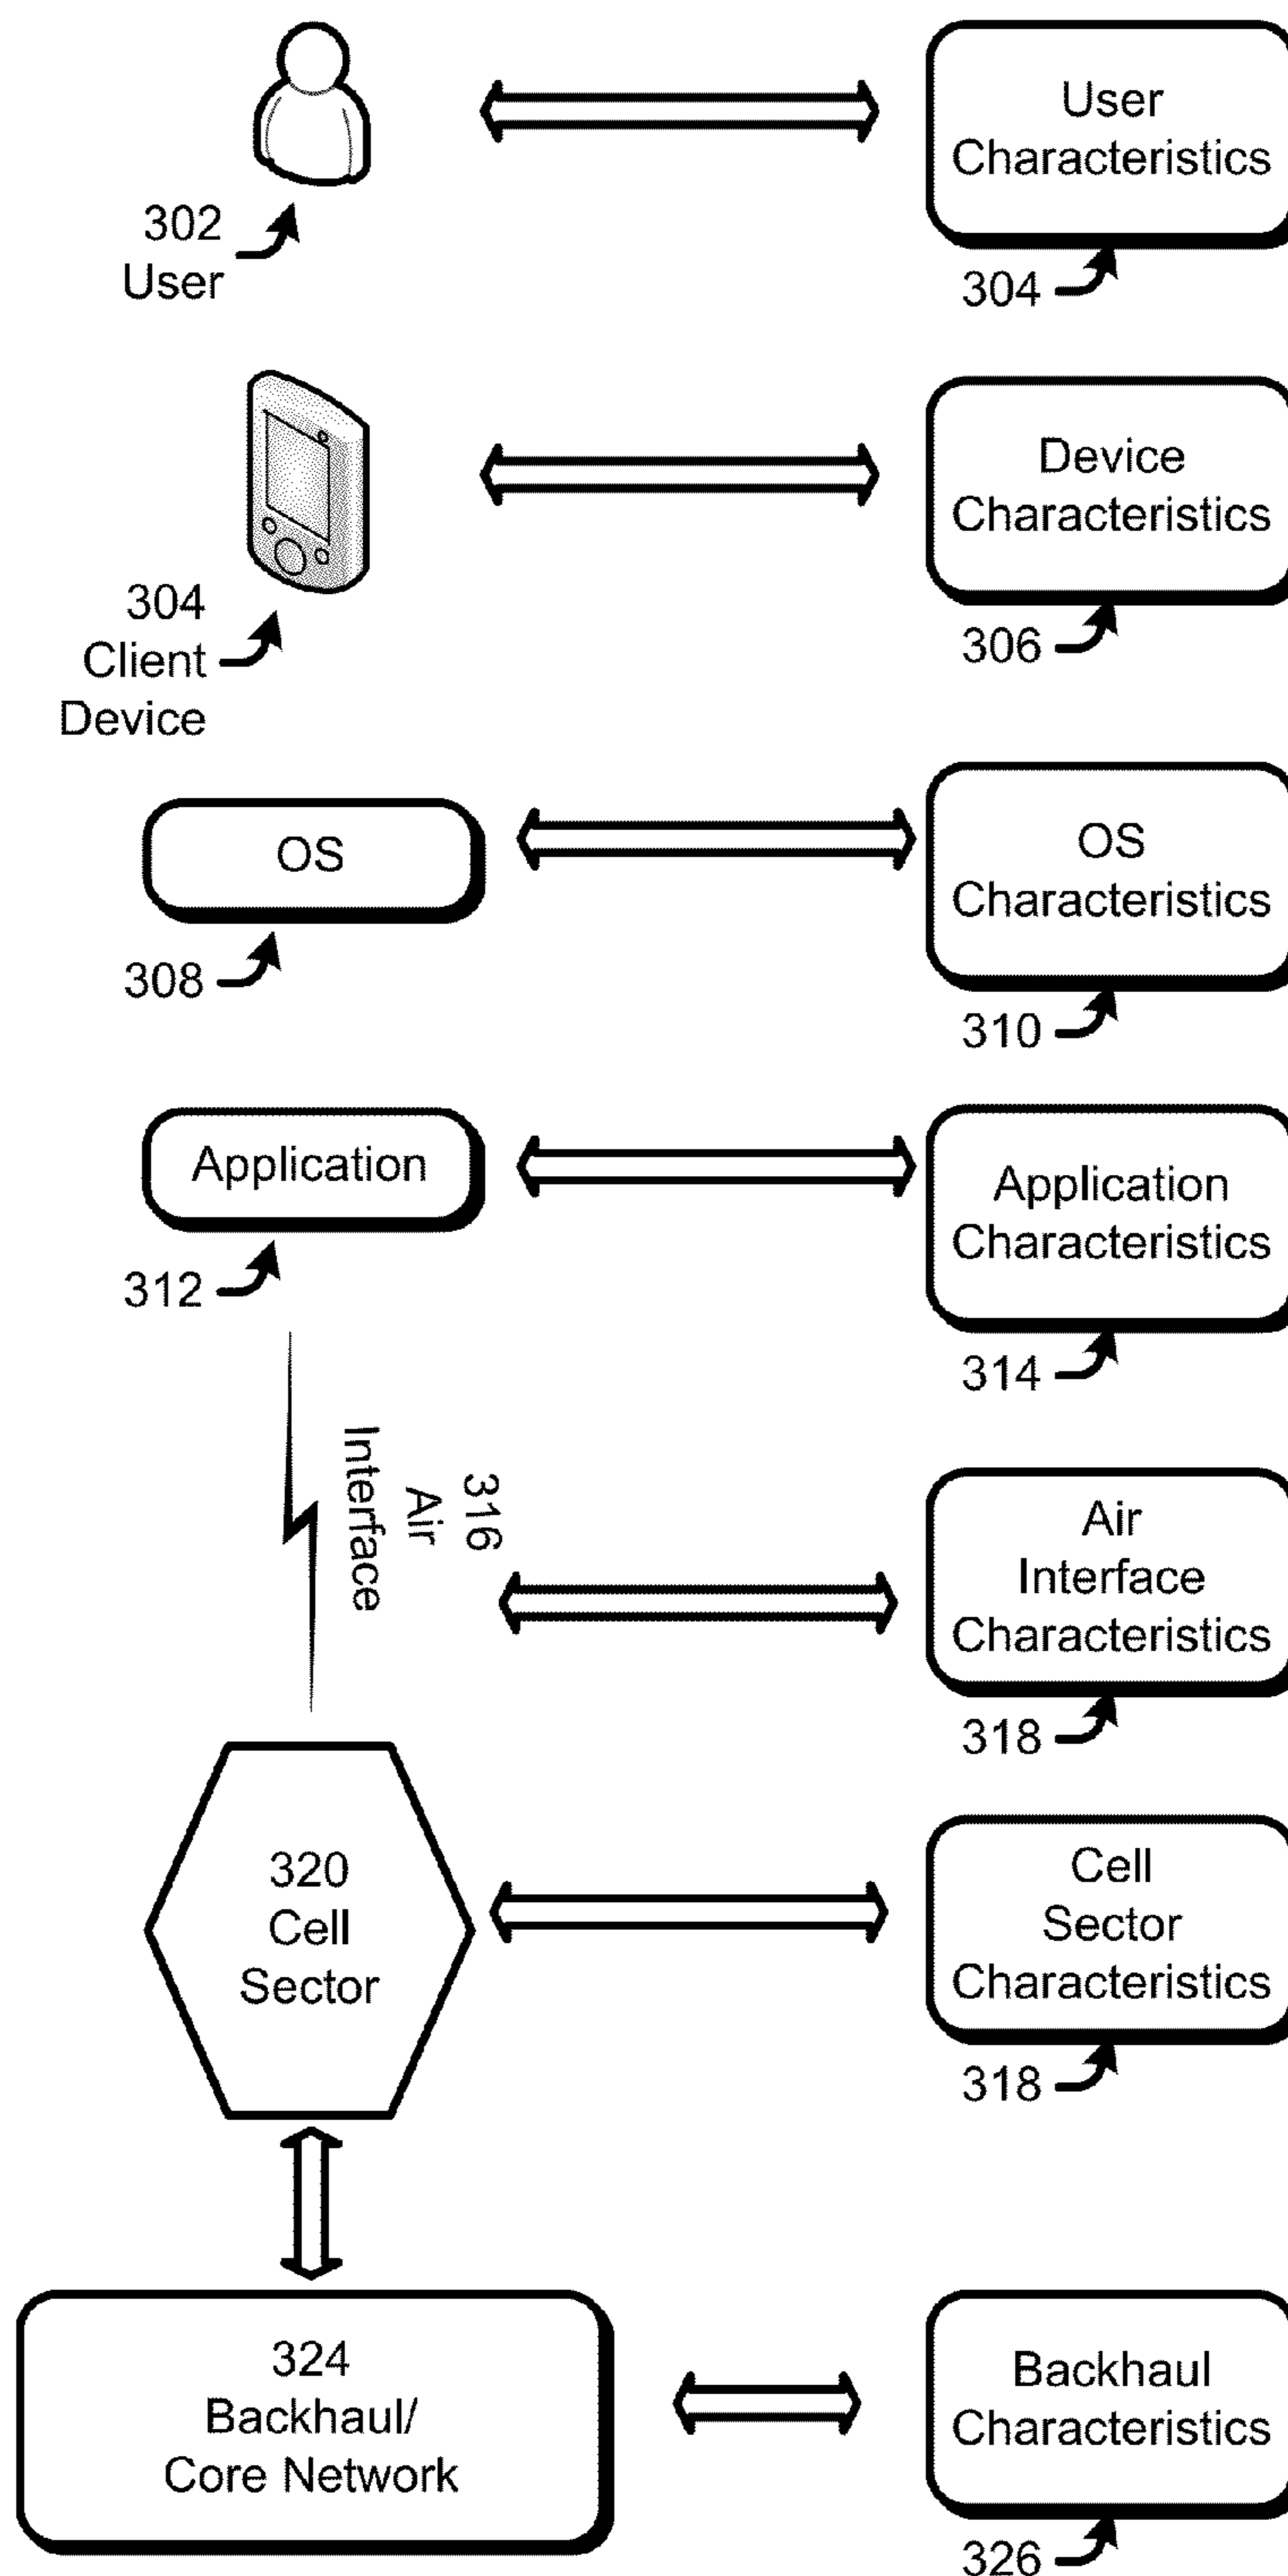 302
User
User
Characteristics
304
304
Client
Device
Device
Characteristics
306
OS
308
OS
Characteristics
310
Application
312
Application
Characteristics
314
316
Air
Interface
Air
Interface
Characteristics
318
320
Cell
Sector
Cell
Sector
Characteristics
318
324
Backhaul/
Core Network
Backhaul
Characteristics
326